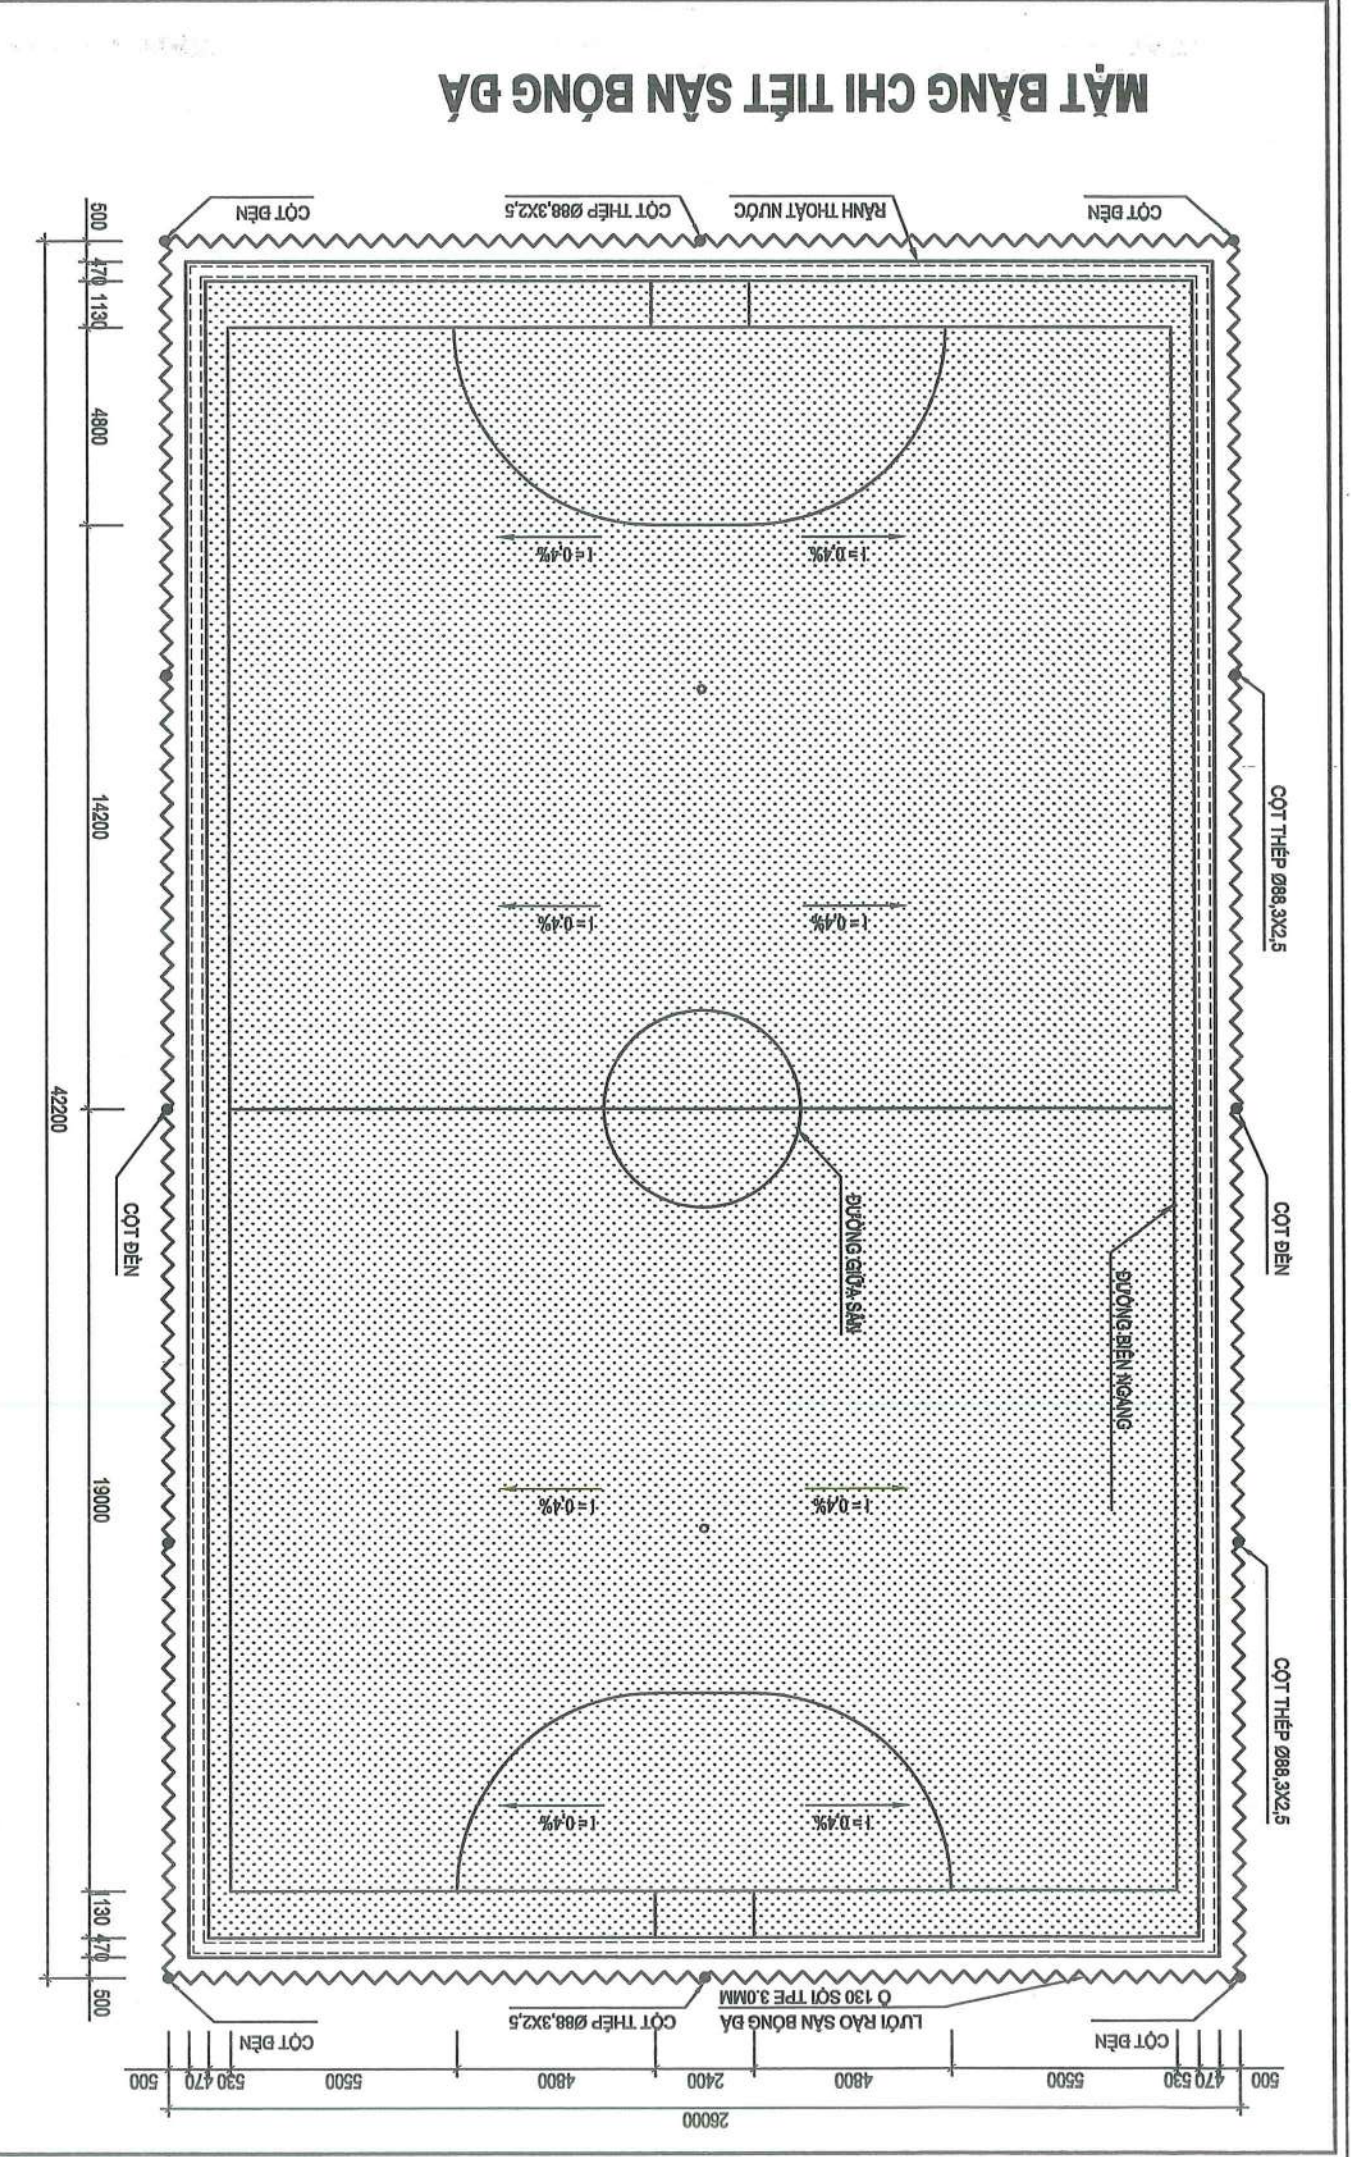 26000
500 470 530 5500 4800 2400 4800 5500 530 470 500
CỘT ĐÈN
LƯỚI RÀO SÂN BÓNG ĐÁ
Ô 130 SỢI TPE 3.0MM
CỘT THÉP Ø88,3X2,5
CỘT ĐÈN
I = 0,4%
I = 0,4%
I = 0,4%
I = 0,4%
I = 0,4%
I = 0,4%
I = 0,4%
I = 0,4%
CỘT THÉP Ø88,3X2,5
CỘT ĐÈN
CỘT THÉP Ø88,3X2,5
ĐƯỜNG BIÊN NGANG
ĐƯỜNG GIỮA SÂN
CỘT ĐÈN
500 470 1130 4800 14200 19000 1130 470 500
42200
CỘT ĐÈN
RÃNH THOÁT NƯỚC
CỘT THÉP Ø88,3X2,5
CỘT ĐÈN
MẶT BẰNG CHI TIẾT SÂN BÓNG ĐÁ